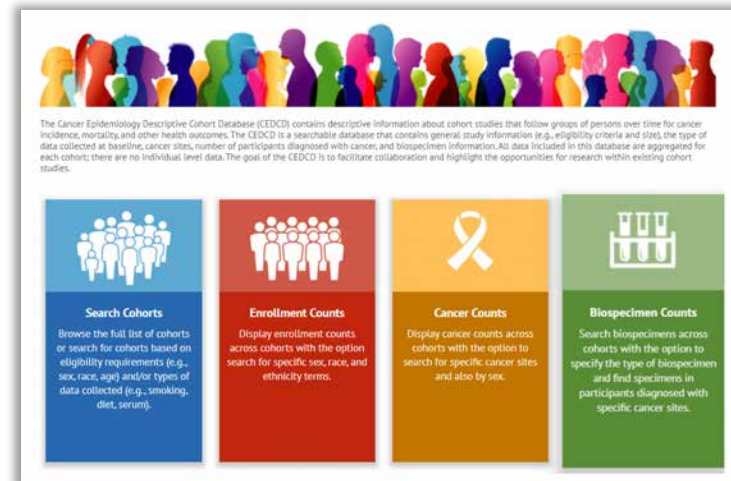 The Cancer Epidemiology Descriptive Cohort Database (CEDCD) contains descriptive information about cohort studies that follow groups of persons over time for cancer
incidence, mortality, and other health outcomes. The CEDCD is a searchable database that contains general study information (e.g., eligibility criteria and size), the type of
data collected at baseline, cancer sites, number of participants diagnosed with cancer, and biospecimen information. All data included in this database are aggregated for
each cohort; there are no individual level data. The goal of the CEDCD is to facilitate collaboration and highlight the opportunities for research within existing cohort
studies.
Search Cohorts
Browse the full list of cohorts
or search for cohorts based on
eligibility requirements (e.g.,
sex, race, age) and/or types of
data collected (e.g., smoking,
diet, serum).
Enrollment Counts
Display enrollment counts
across cohorts with the option
search for specific sex, race, and
ethnicity terms.
Cancer Counts
Display cancer counts across
cohorts with the option to
search for specific cancer sites
and also by sex.
Biospecimen Counts
Search biospecimens across
cohorts with the option to
specify the type of biospecimen
and find specimens in
participants diagnosed with
specific cancer sites.